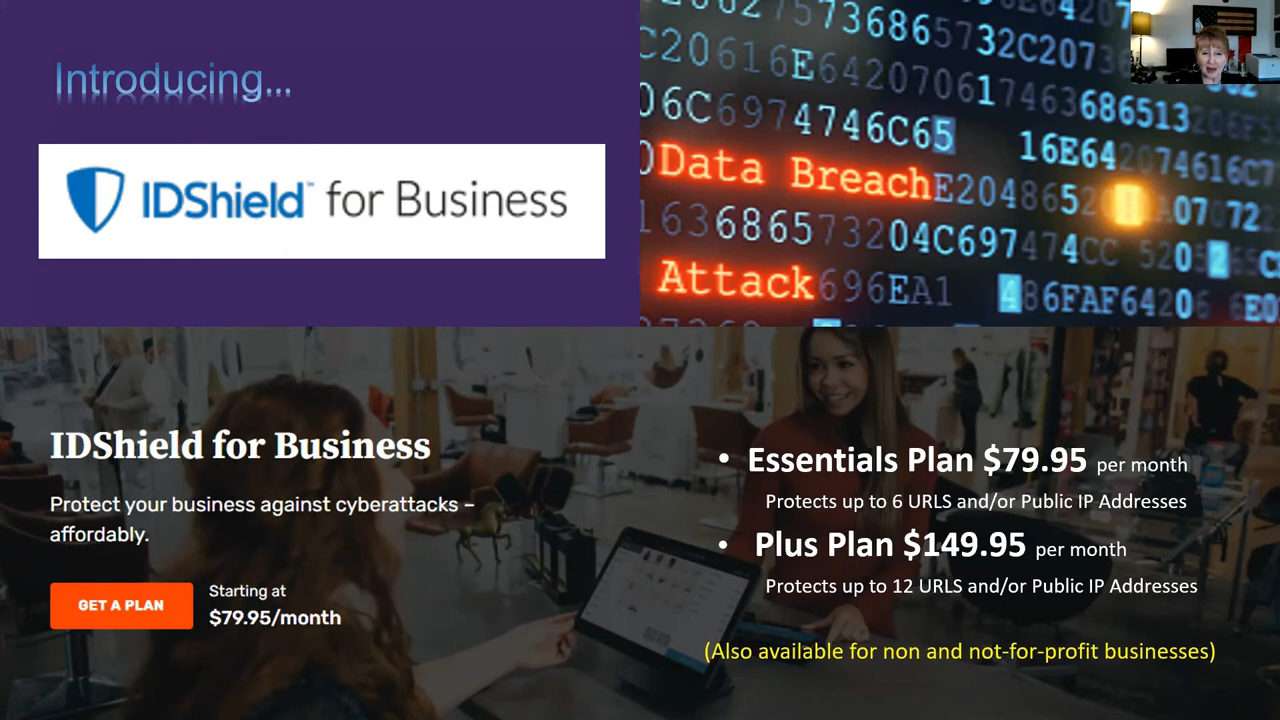 Introducing...
IDShield™ for Business
Data Breach
Attack
IDShield for Business
Protect your business against cyberattacks –
affordably.
GET A PLAN
Starting at
$79.95/month
• Essentials Plan $79.95 per month
Protects up to 6 URLS and/or Public IP Addresses
• Plus Plan $149.95 per month
Protects up to 12 URLS and/or Public IP Addresses
(Also available for non and not-for-profit businesses)